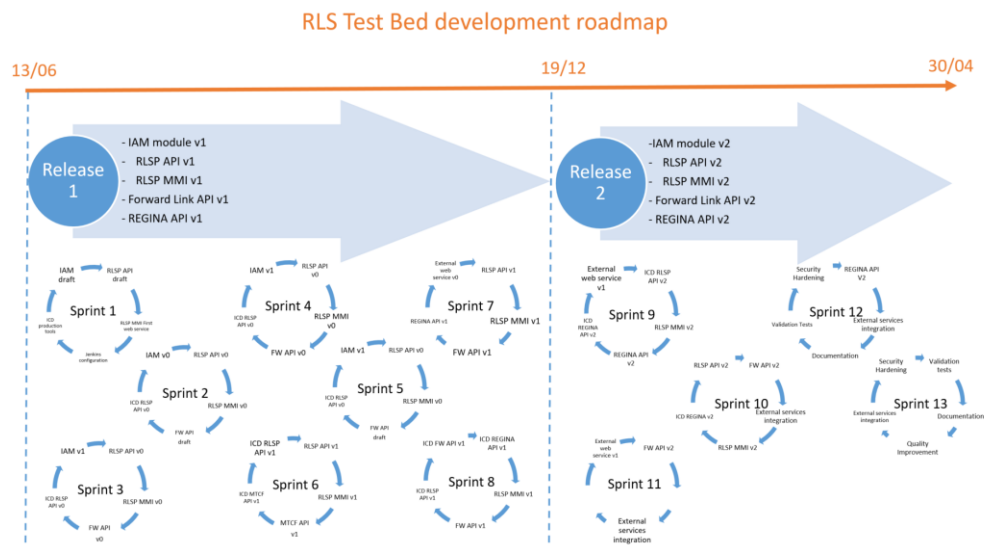 RLS Test Bed development roadmap
13/06
19/12
30/04
Release
1
- IAM module v1
- RLSP API v1
- RLSP MMI v1
- Forward Link API v1
- REGINA API v1
Release
2
-IAM module v2
- RLSP API v2
- RLSP MMI v2
- Forward Link API v2
- REGINA API v2
Sprint 1
IAM
draft
RLSP API
draft
RLSP MMI First
web service
Jenkins
configuration
ICD
production
tools
Sprint 2
IAM v0
RLSP API v0
RLSP MMI v0
FW API
draft
ICD RLSP
API v0
Sprint 3
IAM v1
RLSP API v0
RLSP MMI v0
FW API
v0
ICD RLSP
API v0
Sprint 4
IAM v1
RLSP API
v0
RLSP MMI
v0
FW API v0
ICD RLSP
API v0
Sprint 5
IAM v1
RLSP API v0
RLSP MMI v0
FW API
draft
ICD RLSP
API v0
Sprint 6
ICD RLSP
API v1
RLSP API v1
RLSP MMI v1
MTCF API
v1
ICD MTCF
API v1
Sprint 7
External
web
service v0
RLSP API v1
RLSP MMI v1
FW API v1
REGINA API v1
Sprint 8
ICD FW API v1
ICD REGINA
API v1
RLSP MMI v1
FW API v1
ICD RLSP
API v1
Sprint 9
External web
service
v1
ICD RLSP
API v2
RLSP MMI v2
REGINA API
v2
ICD
REGINA
API v2
Sprint 10
RLSP API v2
FW API v2
External services
integration
RLSP MMI v2
ICD REGINA v2
Sprint 11
External
web
service v1
FW API v2
External
services
integration
Sprint 12
Security
Hardening
REGINA API
V2
External services
integration
Documentation
Validation Tests
Sprint 13
Security
Hardening
Validation
tests
Documentation
Quality
Improvement
External services
integration